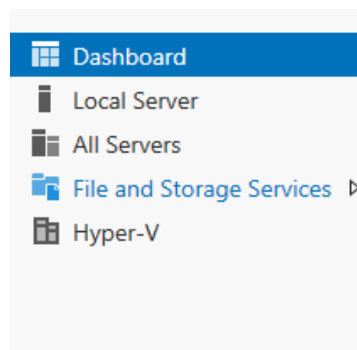 Dashboard
Local Server
All Servers
File and Storage Services
Hyper-V